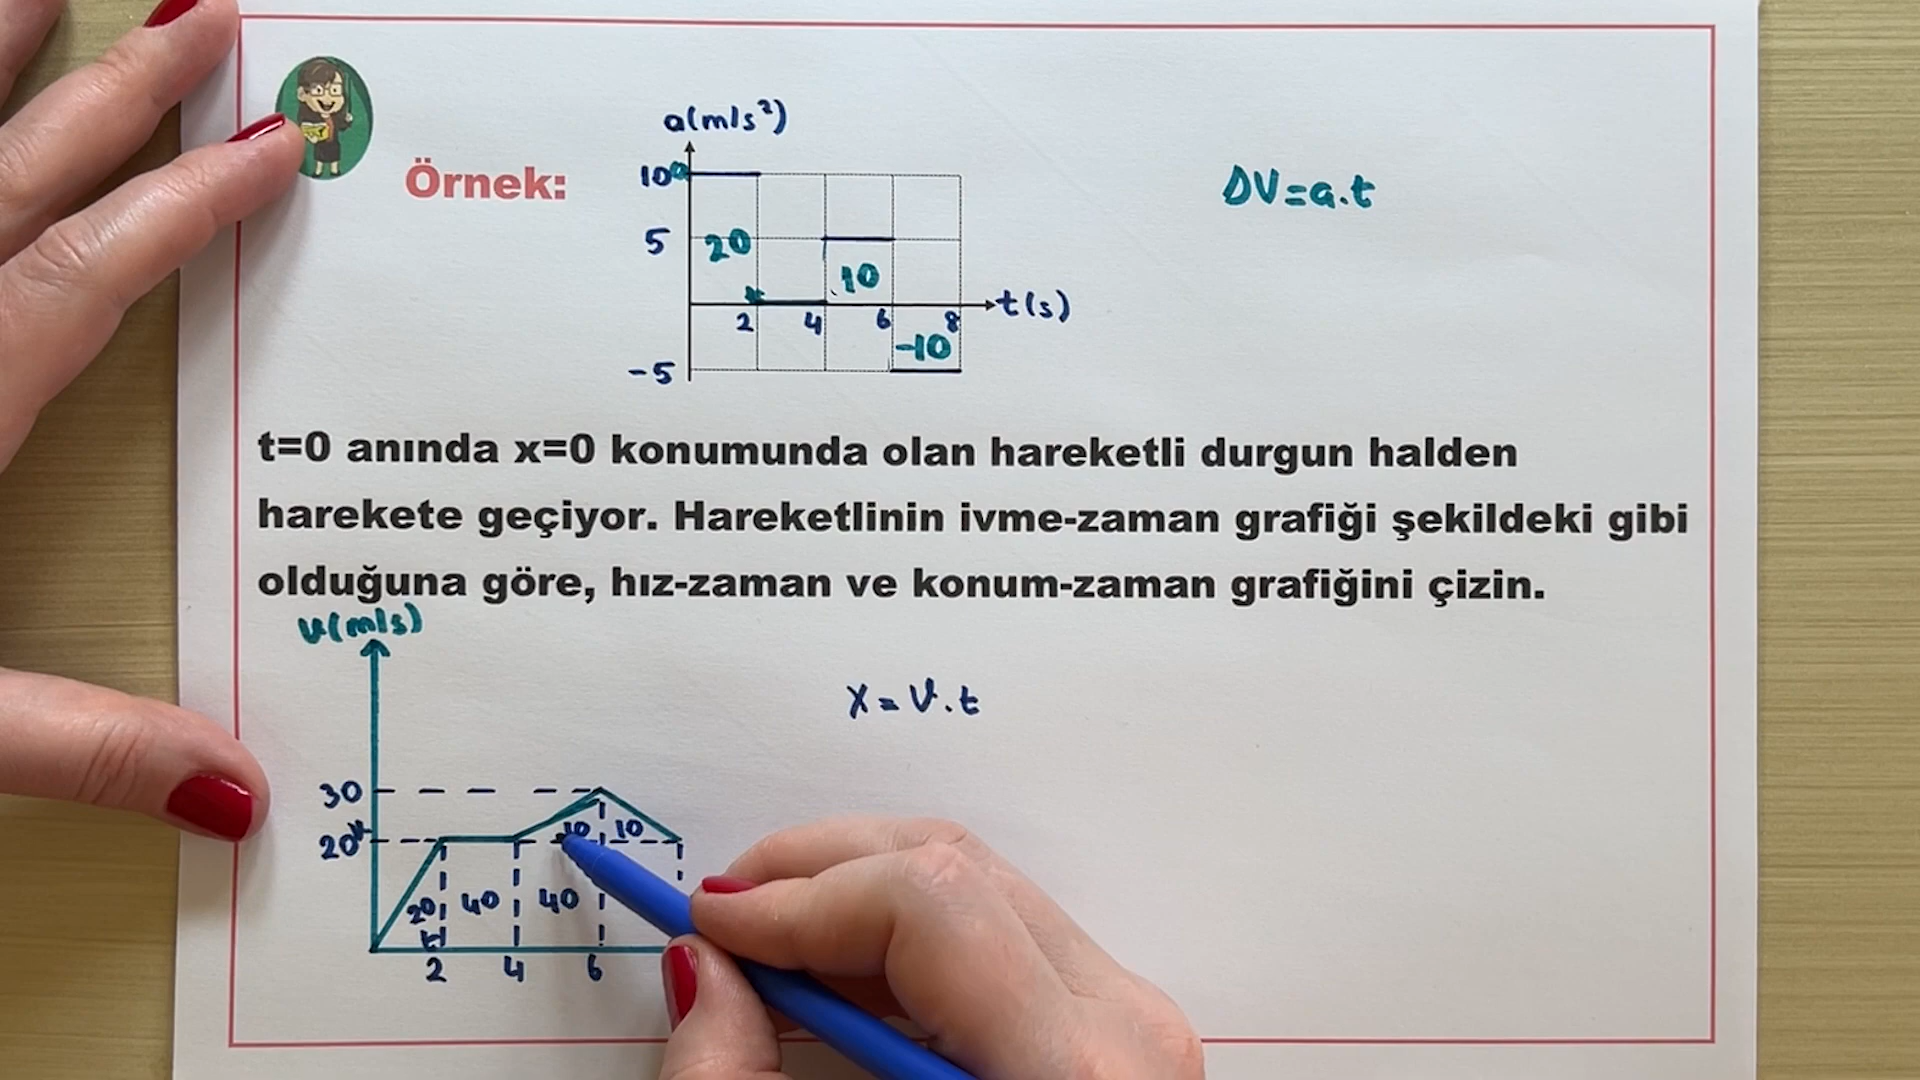 a(m/s²)
Örnek:
10
ΔV=a.t
5
20
10
t(s)
2 4 6 8
-10
-5
t=0 anında x=0 konumunda olan hareketli durgun halden
harekete geçiyor. Hareketlinin ivme-zaman grafiği şekildeki gibi
olduğuna göre, hız-zaman ve konum-zaman grafiğini çizin.
V(m/s)
X=V.t
30
10 10
20
20 40 40
2 4 6